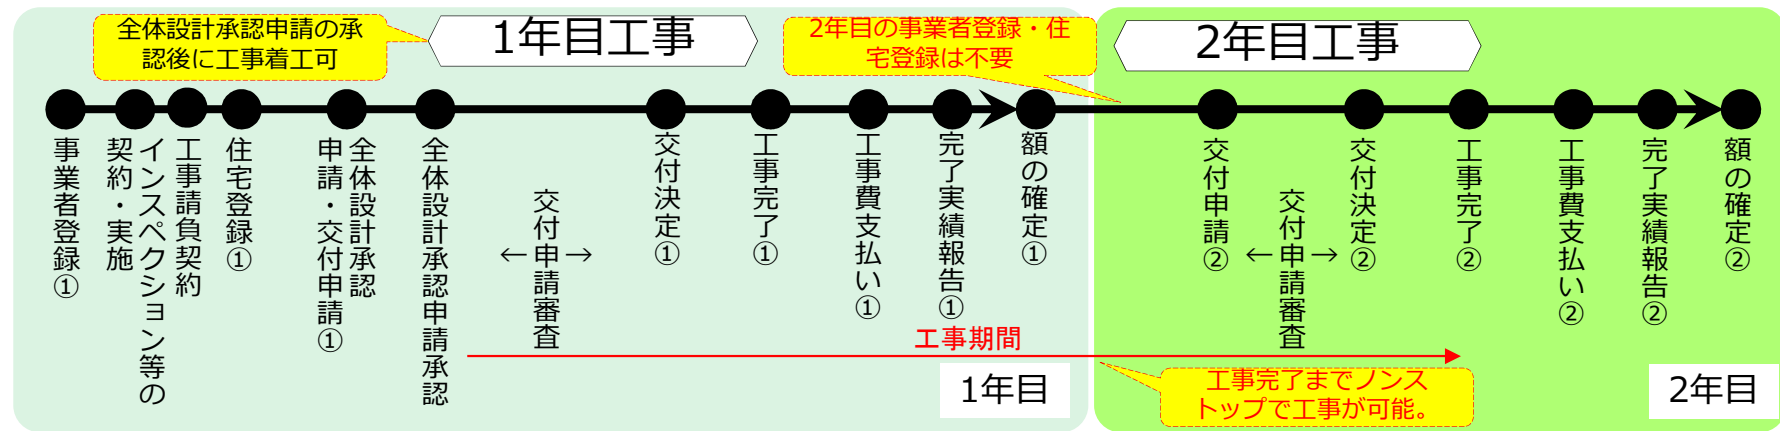 全体設計承認申請の承
認後に工事着工可
1年目工事
2年目の事業者登録・住
宅登録は不要
2年目工事
事業者登録①
インスペクション等の
契約・実施
工事請負契約
住宅登録①
全体設計承認
申請・交付申請①
全体設計承認申請承認
←交付申請審査→
交付決定①
工事完了①
工事費支払い①
完了実績報告①
額の確定①
交付申請②
←交付申請審査→
交付決定②
工事完了②
工事費支払い②
完了実績報告②
額の確定②
工事期間
1年目
工事完了までノンス
トップで工事が可能。
2年目